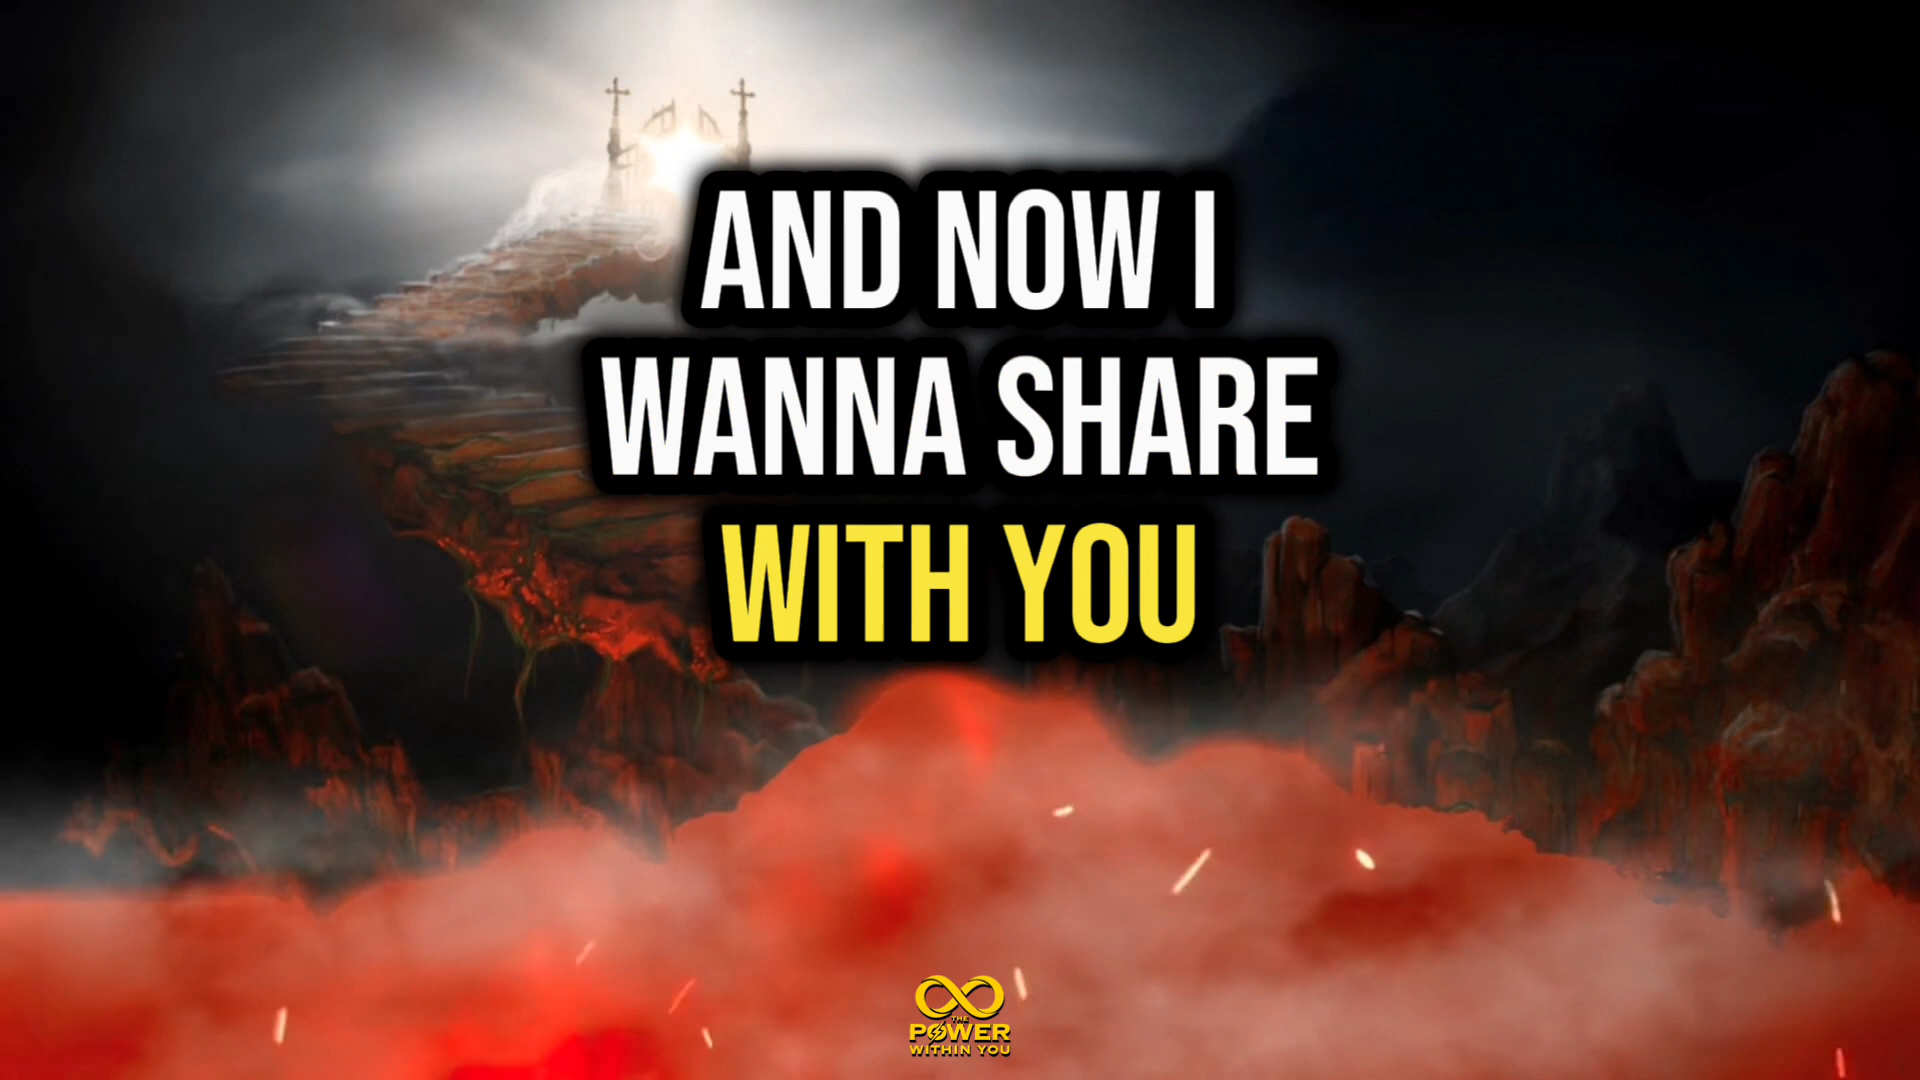 AND NOW I
WANNA SHARE
WITH YOU
THE
POWER
WITHIN YOU